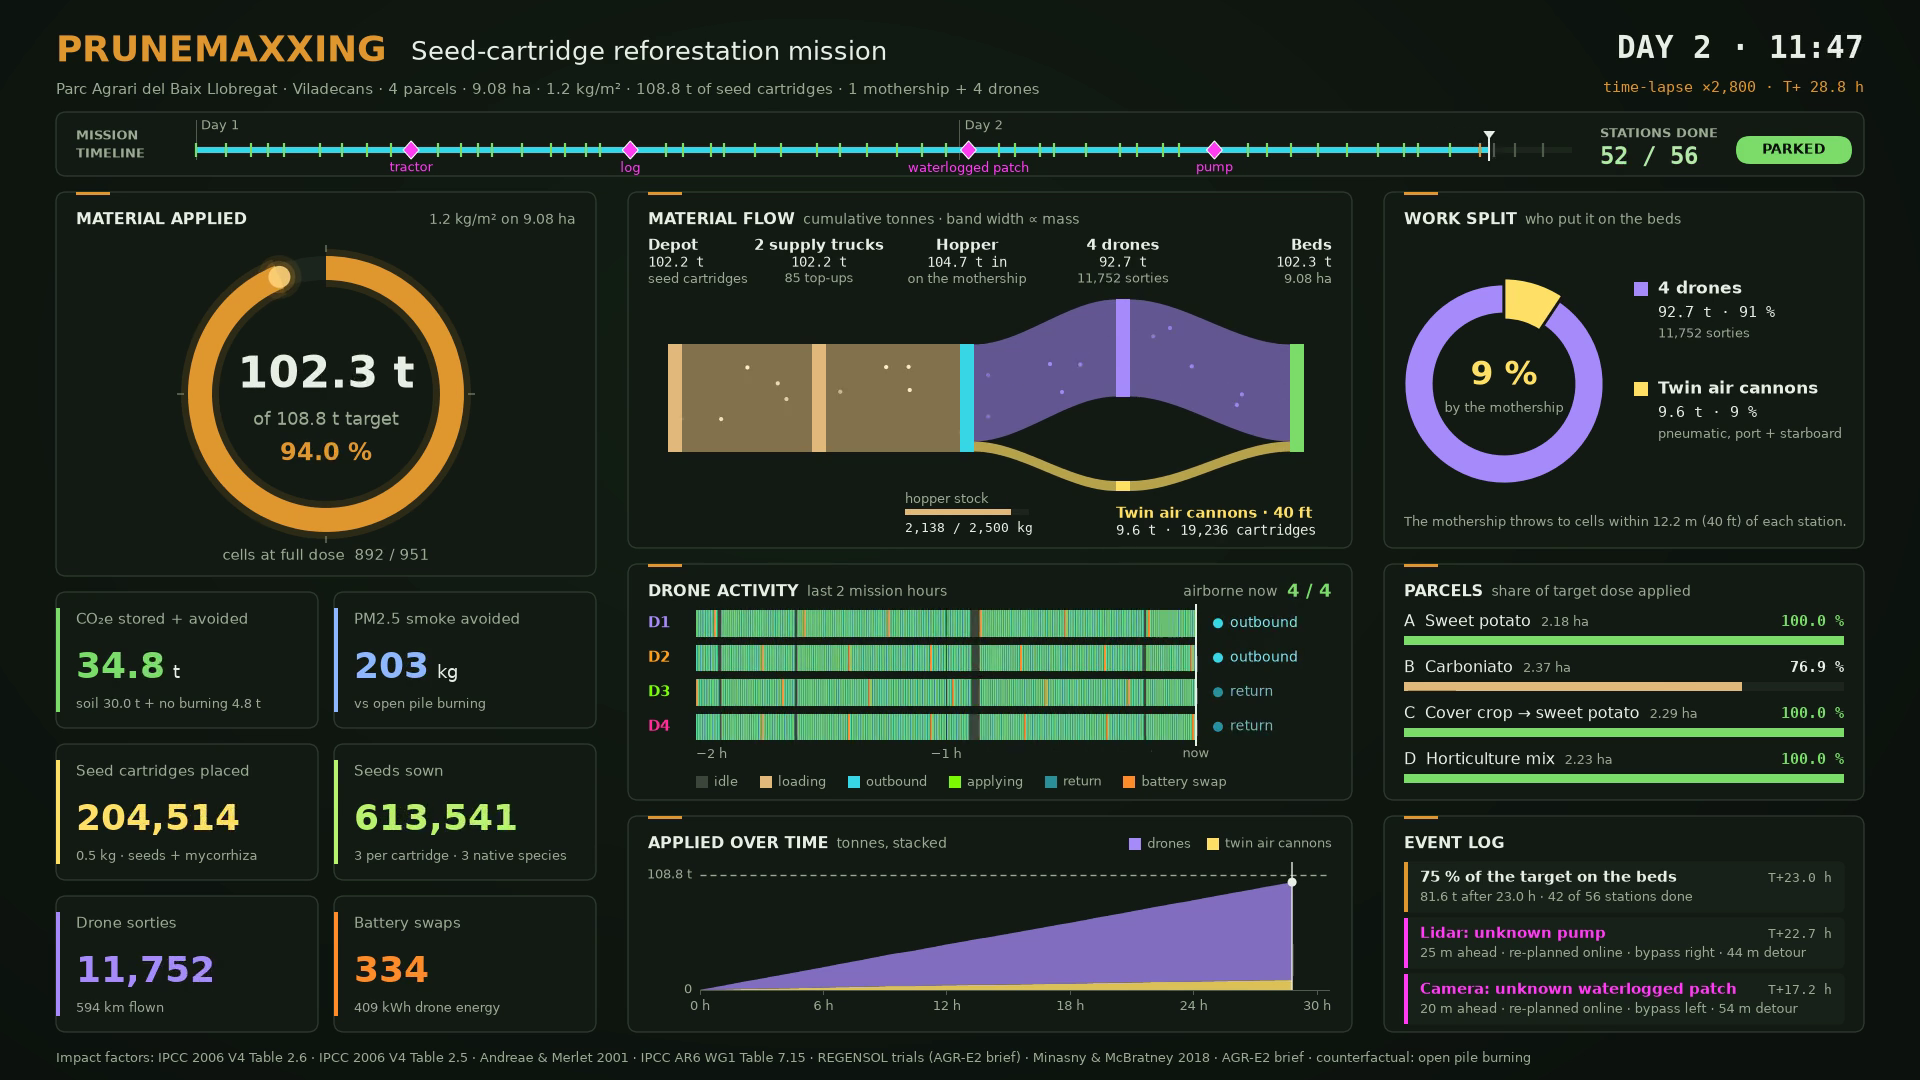 PRUNEMAXXING Seed-cartridge reforestation mission
DAY 2 · 11:47
Parc Agrari del Baix Llobregat · Viladecans · 4 parcels · 9.08 ha · 1.2 kg/m² · 108.8 t of seed cartridges · 1 mothership + 4 drones
time-lapse ×2,800 · T+ 28.8 h
MISSION
TIMELINE
Day 1
Day 2
tractor
log
waterlogged patch
pump
STATIONS DONE
52 / 56
PARKED
MATERIAL APPLIED
1.2 kg/m² on 9.08 ha
102.3 t
of 108.8 t target
94.0 %
cells at full dose 892 / 951
MATERIAL FLOW cumulative tonnes · band width ∝ mass
Depot 2 supply trucks Hopper 4 drones Beds
102.2 t 102.2 t 104.7 t in 92.7 t 102.3 t
seed cartridges 85 top-ups on the mothership 11,752 sorties 9.08 ha
hopper stock
2,138 / 2,500 kg
Twin air cannons · 40 ft
9.6 t · 19,236 cartridges
WORK SPLIT who put it on the beds
9 %
by the mothership
4 drones
92.7 t · 91 %
11,752 sorties
Twin air cannons
9.6 t · 9 %
pneumatic, port + starboard
The mothership throws to cells within 12.2 m (40 ft) of each station.
CO₂e stored + avoided
34.8 t
soil 30.0 t + no burning 4.8 t
PM2.5 smoke avoided
203 kg
vs open pile burning
Seed cartridges placed
204,514
0.5 kg · seeds + mycorrhiza
Seeds sown
613,541
3 per cartridge · 3 native species
Drone sorties
11,752
594 km flown
Battery swaps
334
409 kWh drone energy
DRONE ACTIVITY last 2 mission hours
airborne now 4 / 4
D1 outbound
D2 outbound
D3 return
D4 return
−2 h −1 h now
idle loading outbound applying return battery swap
APPLIED OVER TIME tonnes, stacked
drones twin air cannons
108.8 t
0
0 h 6 h 12 h 18 h 24 h 30 h
PARCELS share of target dose applied
A Sweet potato 2.18 ha 100.0 %
B Carboniato 2.37 ha 76.9 %
C Cover crop → sweet potato 2.29 ha 100.0 %
D Horticulture mix 2.23 ha 100.0 %
EVENT LOG
75 % of the target on the beds T+23.0 h
81.6 t after 23.0 h · 42 of 56 stations done
Lidar: unknown pump T+22.7 h
25 m ahead · re-planned online · bypass right · 44 m detour
Camera: unknown waterlogged patch T+17.2 h
20 m ahead · re-planned online · bypass left · 54 m detour
Impact factors: IPCC 2006 V4 Table 2.6 · IPCC 2006 V4 Table 2.5 · Andreae & Merlet 2001 · IPCC AR6 WG1 Table 7.15 · REGENSOL trials (AGR-E2 brief) · Minasny & McBratney 2018 · AGR-E2 brief · counterfactual: open pile burning